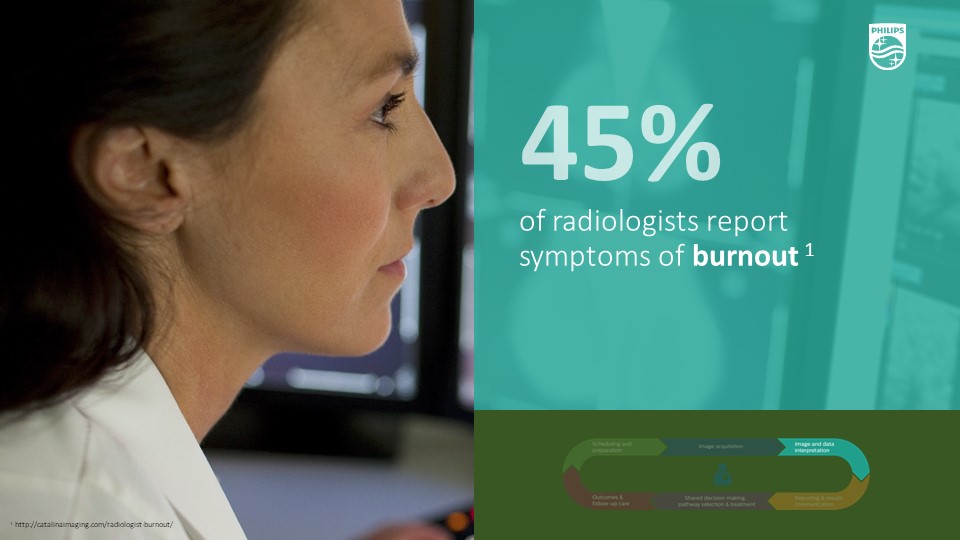 PHILIPS
45%
of radiologists report
symptoms of burnout 1
Scheduling and
preparation
Image acquisition
Image and data
interpretation
Outcomes &
Follow-up care
Shared decision making,
pathway selection & treatment
Reporting & results
communication
1 http://catalinaimaging.com/radiologist-burnout/